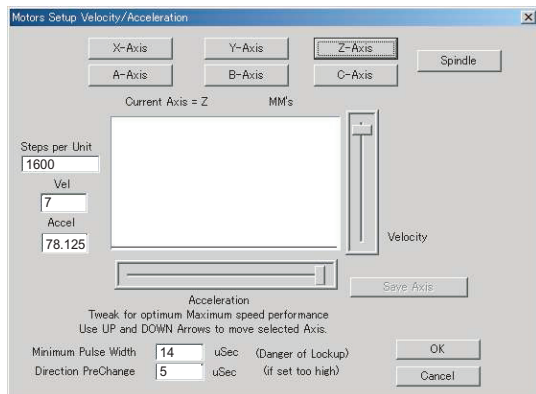 Motors Setup Velocity/Acceleration
X-Axis Y-Axis Z-Axis
Spindle
A-Axis B-Axis C-Axis
Current Axis = Z MM's
Steps per Unit
1600
Vel
7
Accel
78.125
Velocity
Save Axis
Acceleration
Tweak for optimum Maximum speed performance
Use UP and DOWN Arrows to move selected Axis.
Minimum Pulse Width 14 uSec (Danger of Lockup) OK
Direction PreChange 5 uSec (if set too high) Cancel